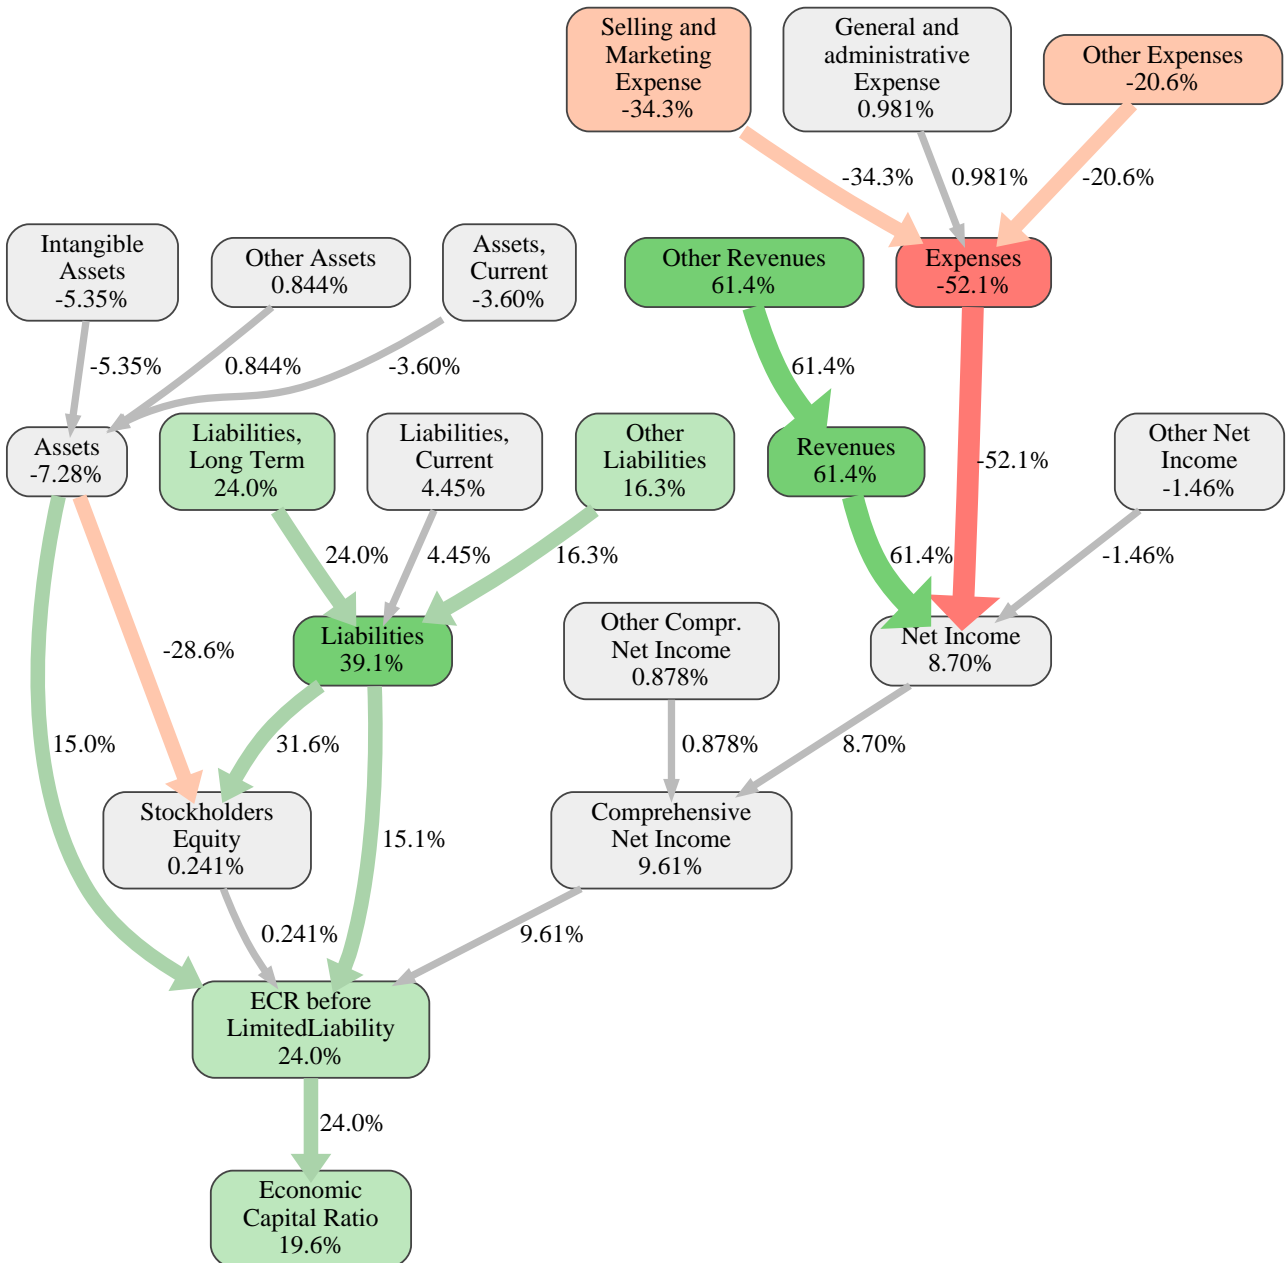 Selling and
Marketing
Expense
-34.3%
General and
administrative
Expense
0.981%
Other Expenses
-20.6%
-34.3%
0.981%
-20.6%
Intangible
Assets
-5.35%
Other Assets
0.844%
Assets,
Current
-3.60%
Other Revenues
61.4%
Expenses
-52.1%
-5.35%
0.844%
-3.60%
61.4%
Assets
-7.28%
Liabilities,
Long Term
24.0%
Liabilities,
Current
4.45%
Other
Liabilities
16.3%
Revenues
61.4%
-52.1%
Other Net
Income
-1.46%
24.0%
4.45%
16.3%
61.4%
-1.46%
-28.6%
Liabilities
39.1%
Other Compr.
Net Income
0.878%
Net Income
8.70%
15.0%
31.6%
0.878%
8.70%
Stockholders
Equity
0.241%
15.1%
Comprehensive
Net Income
9.61%
0.241%
9.61%
ECR before
LimitedLiability
24.0%
24.0%
Economic
Capital Ratio
19.6%